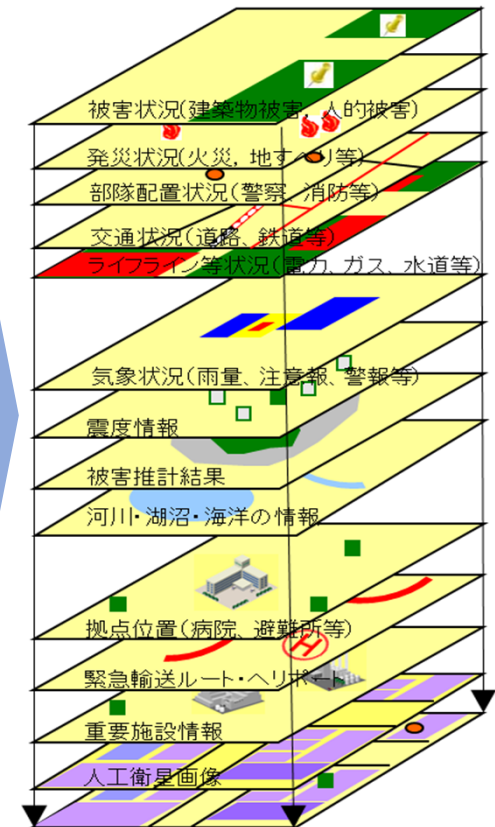 被害状況(建築物被害、人的被害)
発災状況(火災, 地すべり等)
部隊配置状況(警察、消防等)
交通状況(道路、鉄道等)
ライフライン等状況(電力、ガス、水道等)
気象状況(雨量、注意報、警報等)
震度情報
被害推計結果
河川・湖沼・海洋の情報
拠点位置(病院、避難所等)
H
緊急輸送ルート・ヘリポート
重要施設情報
人工衛星画像